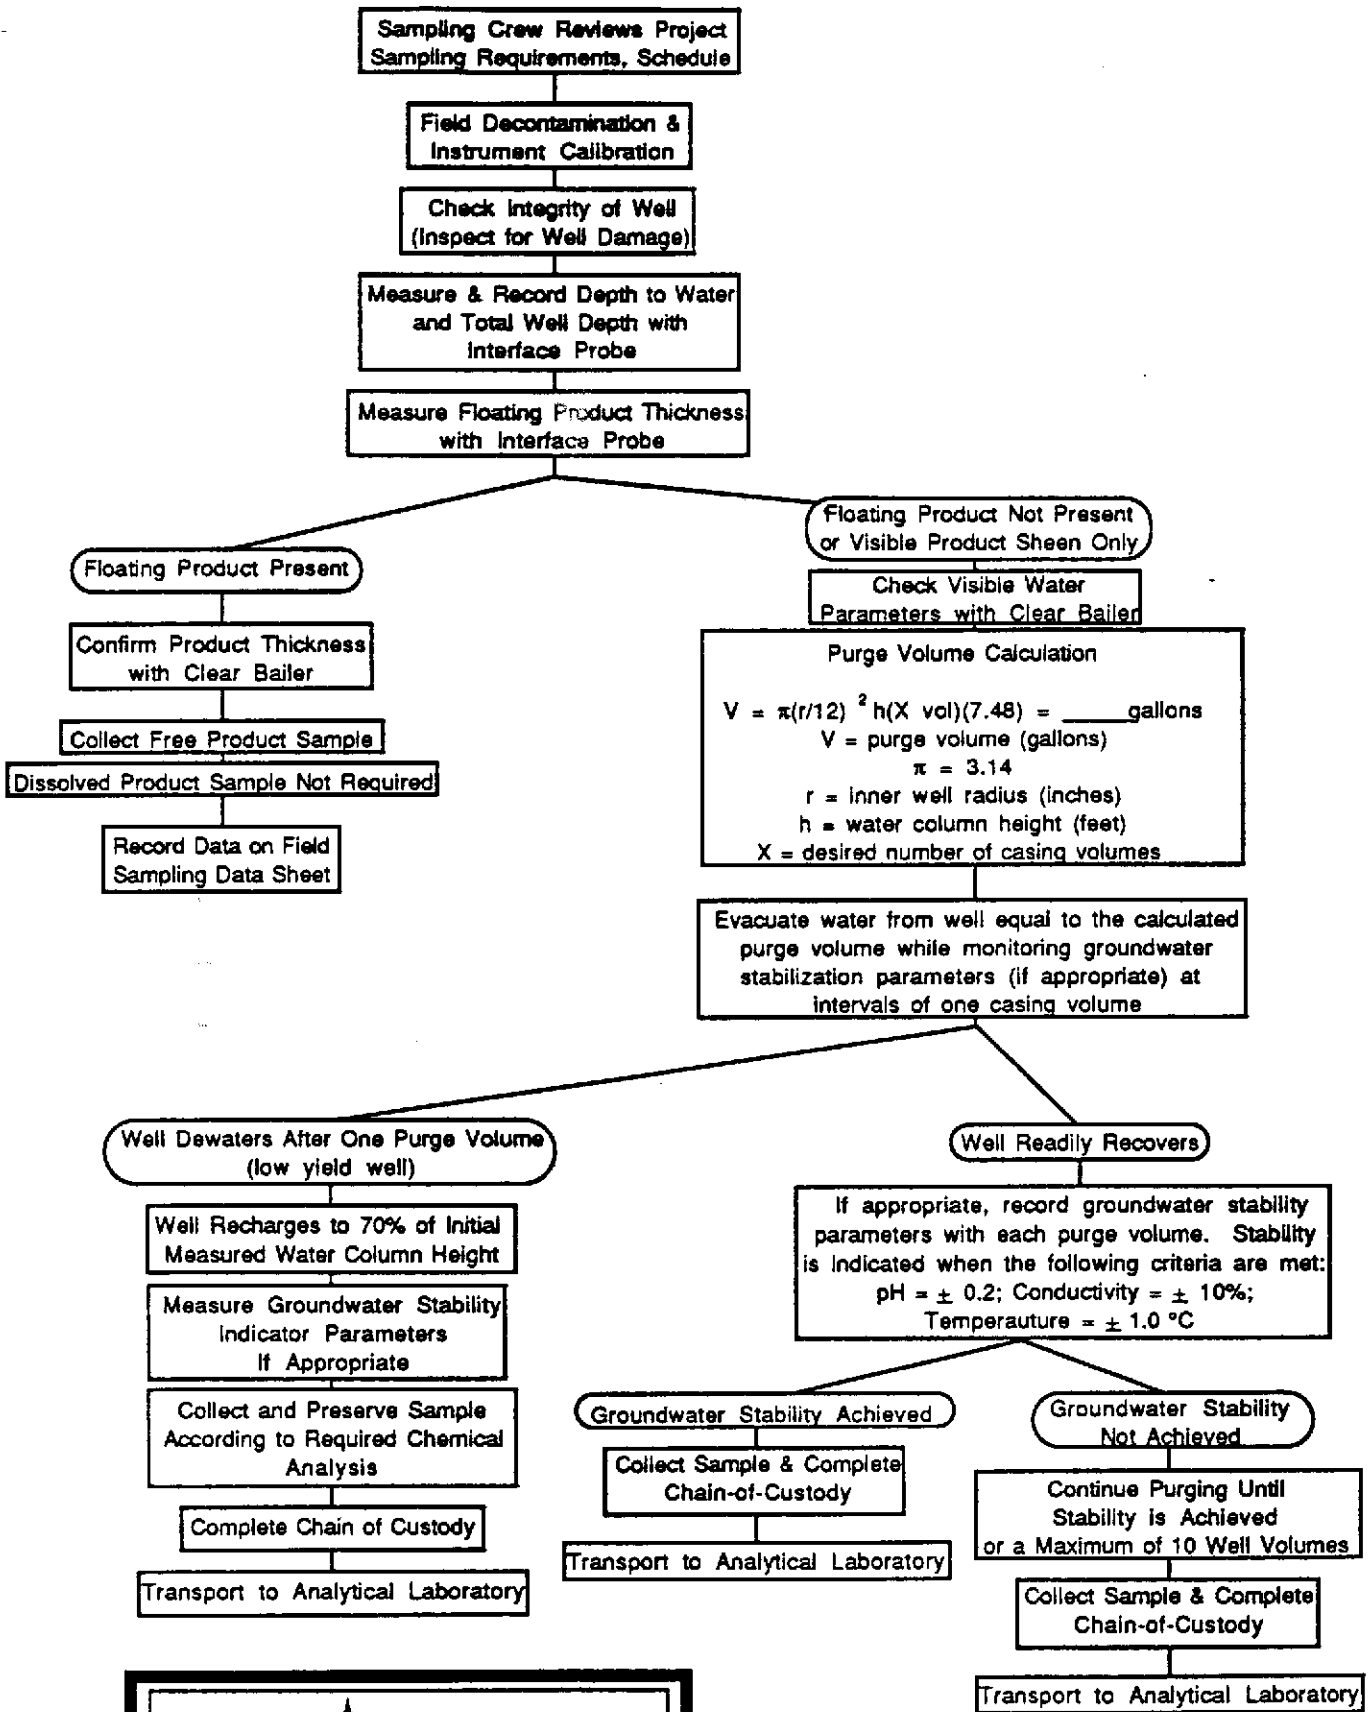 Sampling Crew Reviews Project
Sampling Requirements, Schedule
Field Decontamination &
Instrument Calibration
Check Integrity of Well
(Inspect for Well Damage)
Measure & Record Depth to Water
and Total Well Depth with
Interface Probe
Measure Floating Product Thickness
with Interface Probe
Floating Product Present
Confirm Product Thickness
with Clear Bailer
Collect Free Product Sample
Dissolved Product Sample Not Required
Record Data on Field
Sampling Data Sheet
Floating Product Not Present
or Visible Product Sheen Only
Check Visible Water
Parameters with Clear Bailer
Purge Volume Calculation
V = π(r/12) ² h(X vol)(7.48) = _____gallons
V = purge volume (gallons)
π = 3.14
r = inner well radius (inches)
h = water column height (feet)
X = desired number of casing volumes
Evacuate water from well equal to the calculated
purge volume while monitoring groundwater
stabilization parameters (if appropriate) at
intervals of one casing volume
Well Dewaters After One Purge Volume
(low yield well)
Well Recharges to 70% of Initial
Measured Water Column Height
Measure Groundwater Stability
Indicator Parameters
If Appropriate
Collect and Preserve Sample
According to Required Chemical
Analysis
Complete Chain of Custody
Transport to Analytical Laboratory
Well Readily Recovers
If appropriate, record groundwater stability
parameters with each purge volume. Stability
is indicated when the following criteria are met:
pH = ± 0.2; Conductivity = ± 10%;
Temperauture = ± 1.0 °C
Groundwater Stability Achieved
Collect Sample & Complete
Chain-of-Custody
Transport to Analytical Laboratory
Groundwater Stability
Not Achieved
Continue Purging Until
Stability is Achieved
or a Maximum of 10 Well Volumes
Collect Sample & Complete
Chain-of-Custody
Transport to Analytical Laboratory